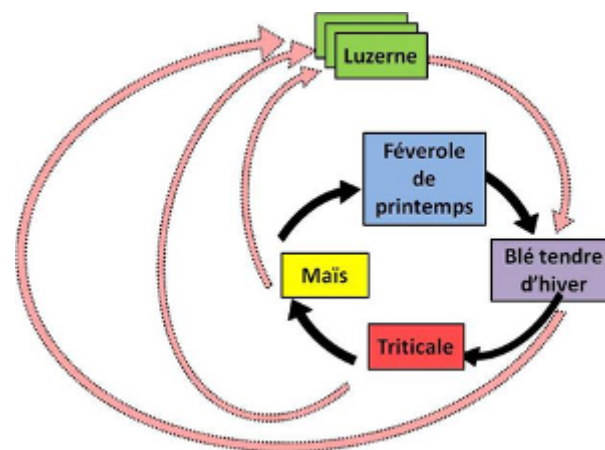 Luzerne
Féverole
de
printemps
Blé tendre
d'hiver
Maïs
Triticale